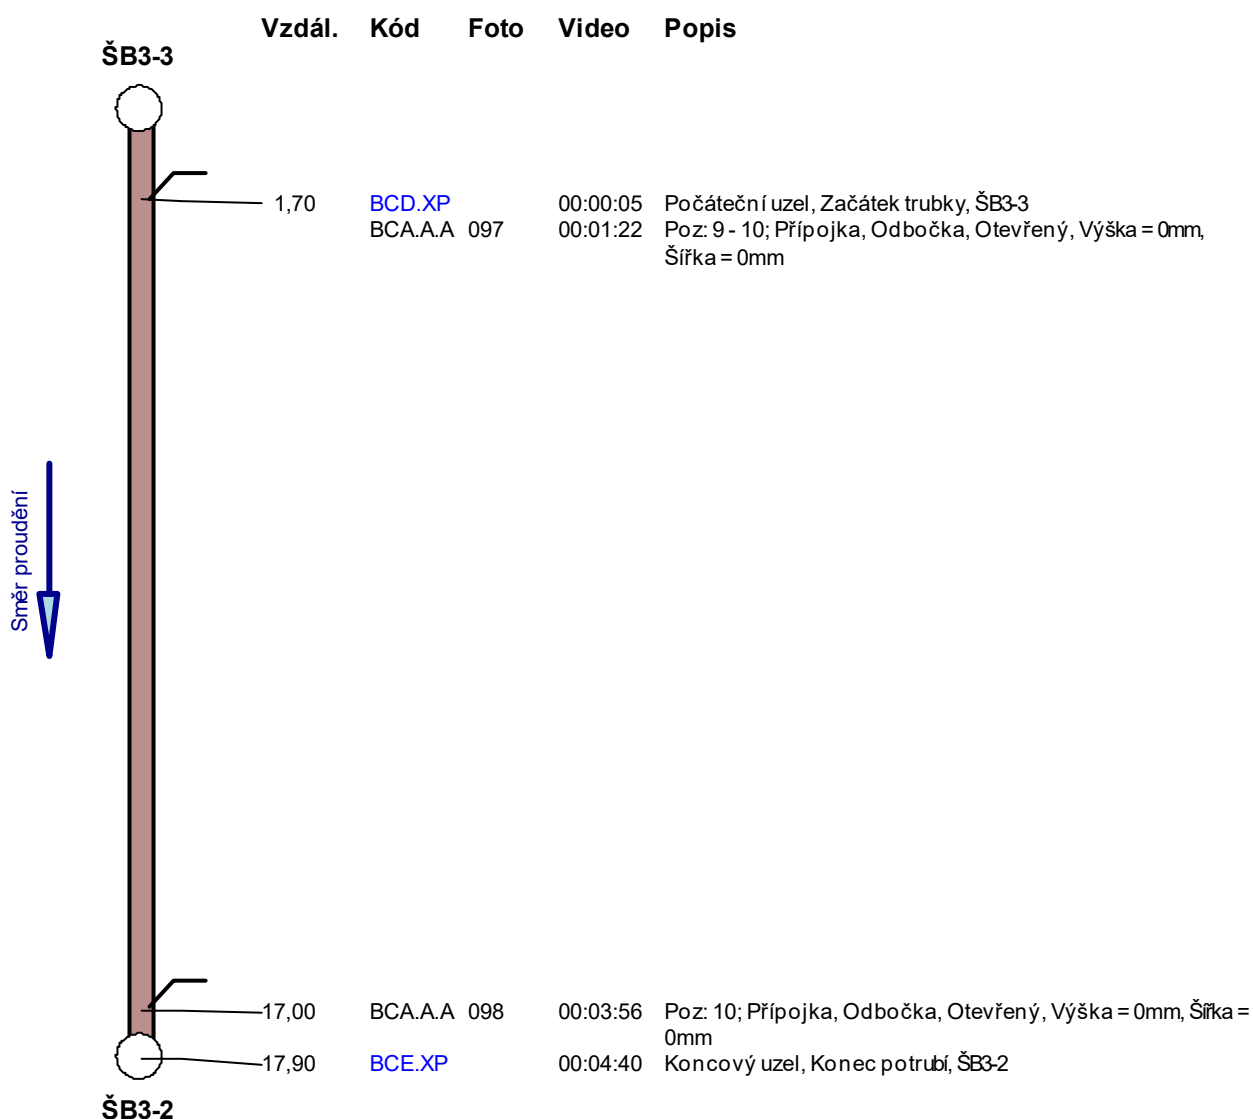 Vzdál. Kód Foto Video Popis
ŠB3-3
1,70 BCD.XP 00:00:05 Počáteční uzel, Začátek trubky, ŠB3-3
BCA.A.A 097 00:01:22 Poz: 9 - 10; Přípojka, Odbočka, Otevřený, Výška = 0mm,
Šířka = 0mm
Směr proudění
17,00 BCA.A.A 098 00:03:56 Poz: 10; Přípojka, Odbočka, Otevřený, Výška = 0mm, Šířka =
0mm
17,90 BCE.XP 00:04:40 Koncový uzel, Konec potrubí, ŠB3-2
ŠB3-2